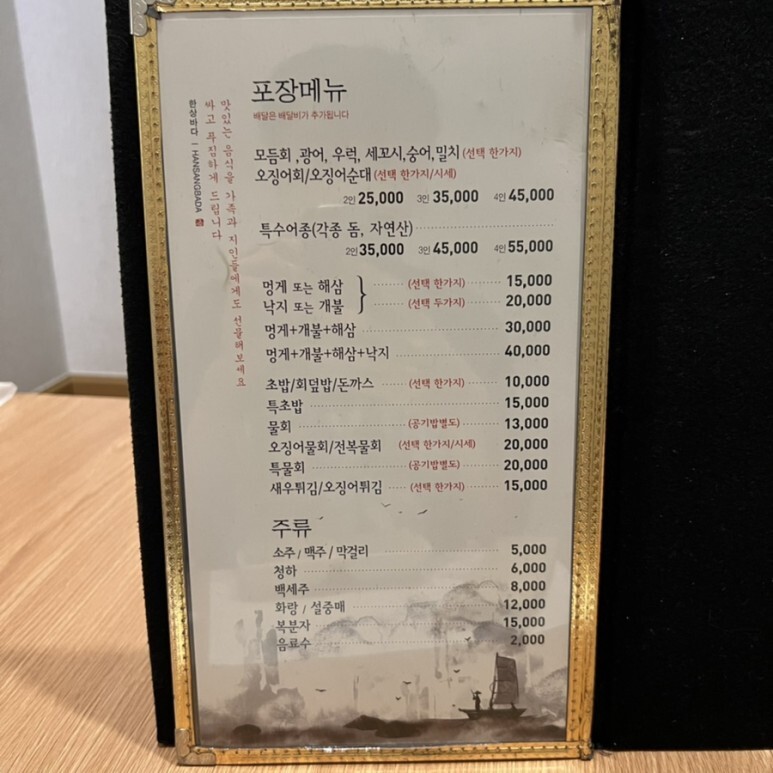 한상바다 | HANSANGBADA
맛있는 음식을 가족과 지인들에게도 선물해보세요
싸고 푸짐하게 드립니다
포장메뉴
배달은 배달비가 추가됩니다
모듬회 ,광어, 우럭, 세꼬시,숭어,밀치 (선택 한가지)
오징어회/오징어순대 (선택 한가지/시세)
2인 25,000 3인 35,000 4인 45,000
특수어종(각종 돔, 자연산)
2인 35,000 3인 45,000 4인 55,000
멍게 또는 해삼 (선택 한가지) 15,000
낙지 또는 개불 (선택 두가지) 20,000
멍게+개불+해삼 30,000
멍게+개불+해삼+낙지 40,000
초밥/회덮밥/돈까스 (선택 한가지) 10,000
특초밥 15,000
물회 (공기밥별도) 13,000
오징어물회/전복물회 (선택 한가지/시세) 20,000
특물회 (공기밥별도) 20,000
새우튀김/오징어튀김 (선택 한가지) 15,000
주류
소주 / 맥주 / 막걸리 5,000
청하 6,000
백세주 8,000
화랑 / 설중매 12,000
복분자 15,000
음료수 2,000